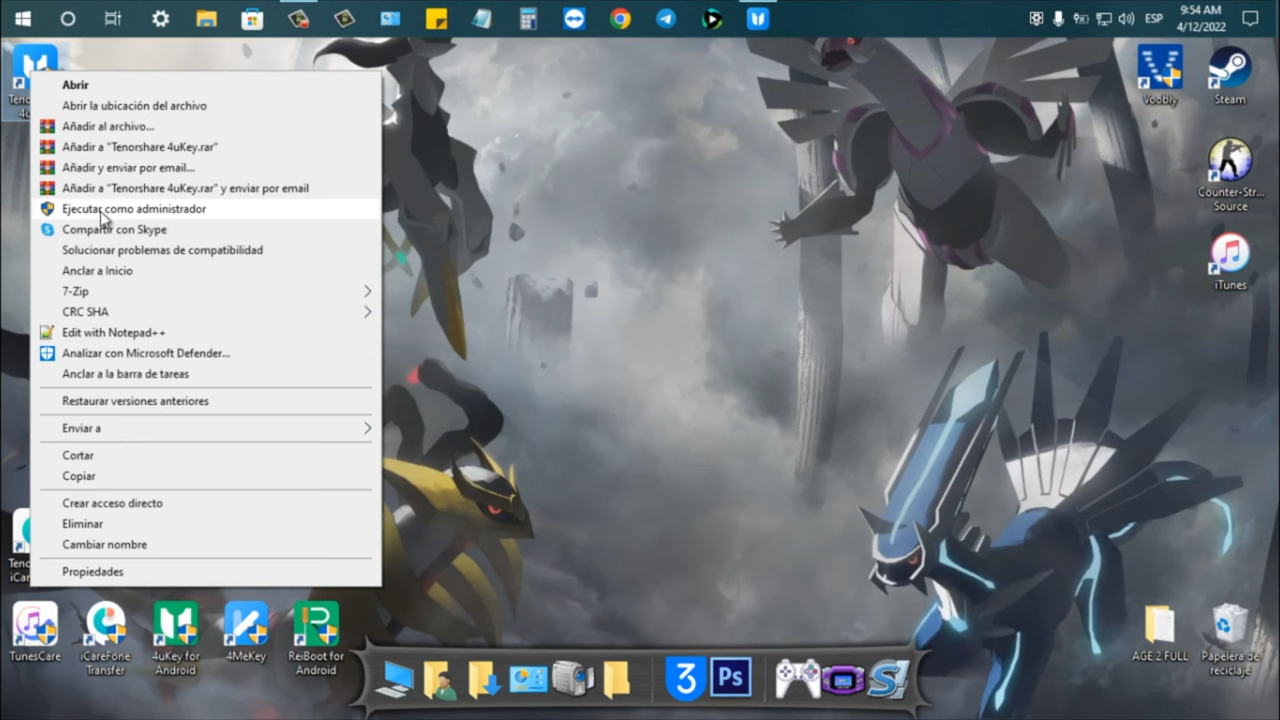 ESP
9:54 AM
4/12/2022
Abrir
Abrir la ubicación del archivo
Añadir al archivo...
Añadir a "Tenorshare 4uKey.rar"
Añadir y enviar por email...
Añadir a "Tenorshare 4uKey.rar" y enviar por email
Ejecutar como administrador
Compartir con Skype
Solucionar problemas de compatibilidad
Anclar a Inicio
7-Zip
CRC SHA
Edit with Notepad++
Analizar con Microsoft Defender...
Anclar a la barra de tareas
Restaurar versiones anteriores
Enviar a
Cortar
Copiar
Crear acceso directo
Eliminar
Cambiar nombre
Propiedades
Voobly
Steam
Counter-Str...
Source
iTunes
TunesCare
iCareFone
Transfer
4uKey for
Android
4MeKey
ReiBoot for
Android
AGE 2 FULL
Papelera de
reciclaje
3
Ps